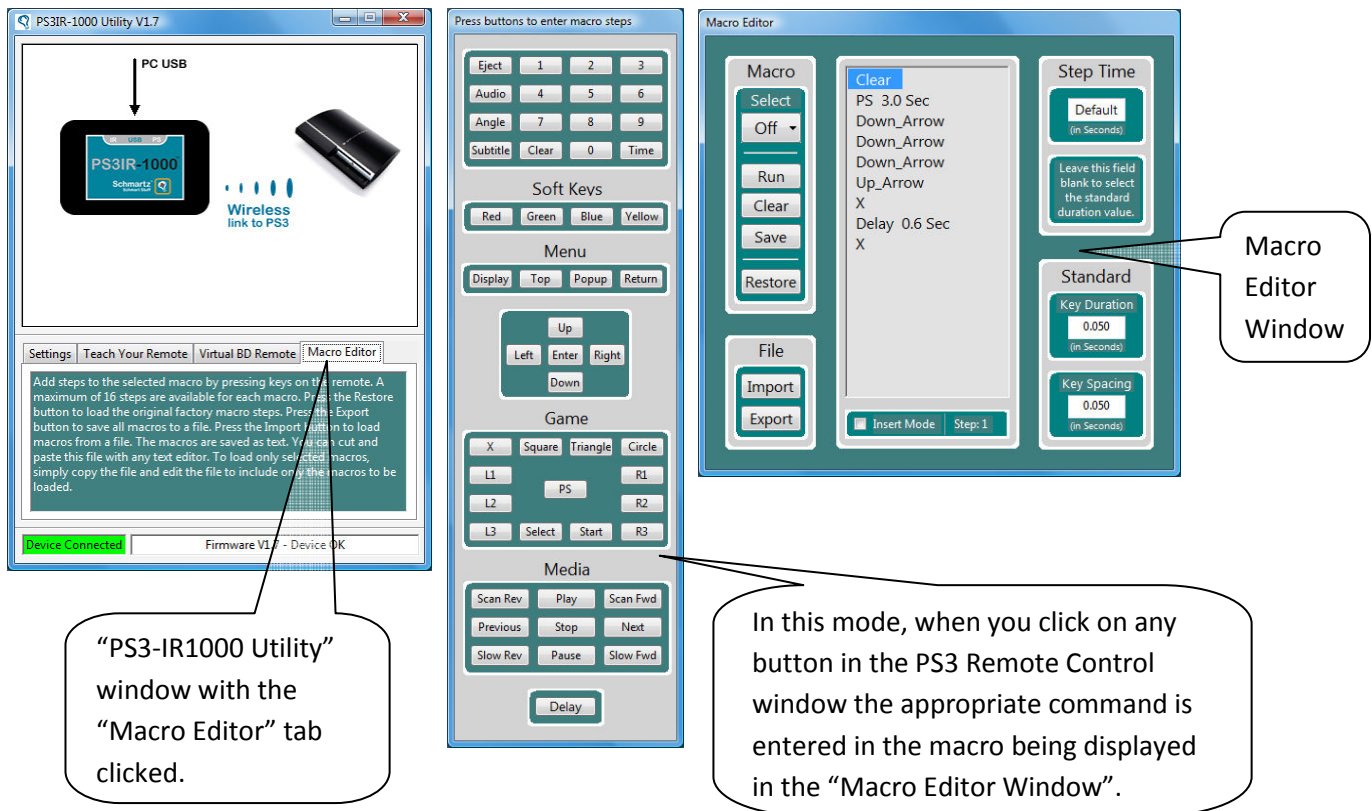 PS3IR-1000 Utility V1.7
PC USB
IR USB PS
PS3IR-1000
Schmartz
Schmart Stuff
Wireless
link to PS3
Settings Teach Your Remote Virtual BD Remote Macro Editor
Add steps to the selected macro by pressing keys on the remote. A
maximum of 16 steps are available for each macro. Press the Restore
button to load the original factory macro steps. Press the Export
button to save all macros to a file. Press the Import button to load
macros from a file. The macros are saved as text. You can cut and
paste this file with any text editor. To load only selected macros,
simply copy the file and edit the file to include only the macros to be
loaded.
Device Connected Firmware V1.7 - Device OK
“PS3-IR1000 Utility”
window with the
“Macro Editor” tab
clicked.
Press buttons to enter macro steps
Eject 1 2 3
Audio 4 5 6
Angle 7 8 9
Subtitle Clear 0 Time
Soft Keys
Red Green Blue Yellow
Menu
Display Top Popup Return
Up
Left Enter Right
Down
Game
X Square Triangle Circle
L1 R1
PS
L2 R2
L3 Select Start R3
Media
Scan Rev Play Scan Fwd
Previous Stop Next
Slow Rev Pause Slow Fwd
Delay
Macro Editor
Macro
Select
Off
Run
Clear
Save
Restore
File
Import
Export
Clear
PS 3.0 Sec
Down_Arrow
Down_Arrow
Down_Arrow
Up_Arrow
X
Delay 0.6 Sec
X
Insert Mode Step: 1
Step Time
Default
(in Seconds)
Leave this field
blank to select
the standard
duration value.
Standard
Key Duration
0.050
(in Seconds)
Key Spacing
0.050
(in Seconds)
Macro
Editor
Window
In this mode, when you click on any
button in the PS3 Remote Control
window the appropriate command is
entered in the macro being displayed
in the “Macro Editor Window”.